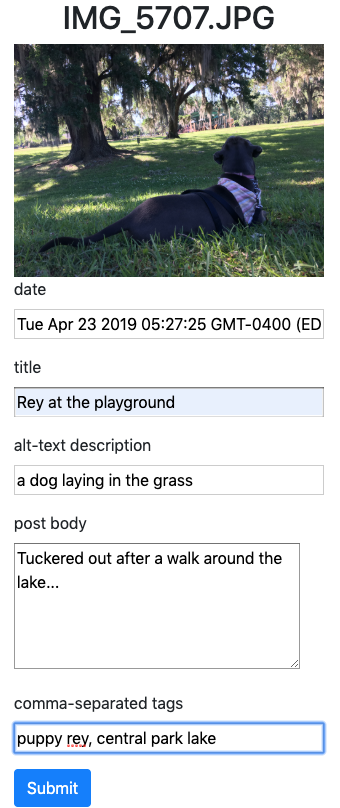 IMG_5707.JPG
date
Tue Apr 23 2019 05:27:25 GMT-0400 (ED
title
Rey at the playground
alt-text description
a dog laying in the grass
post body
Tuckered out after a walk around the
lake...
comma-separated tags
puppy rey, central park lake
Submit